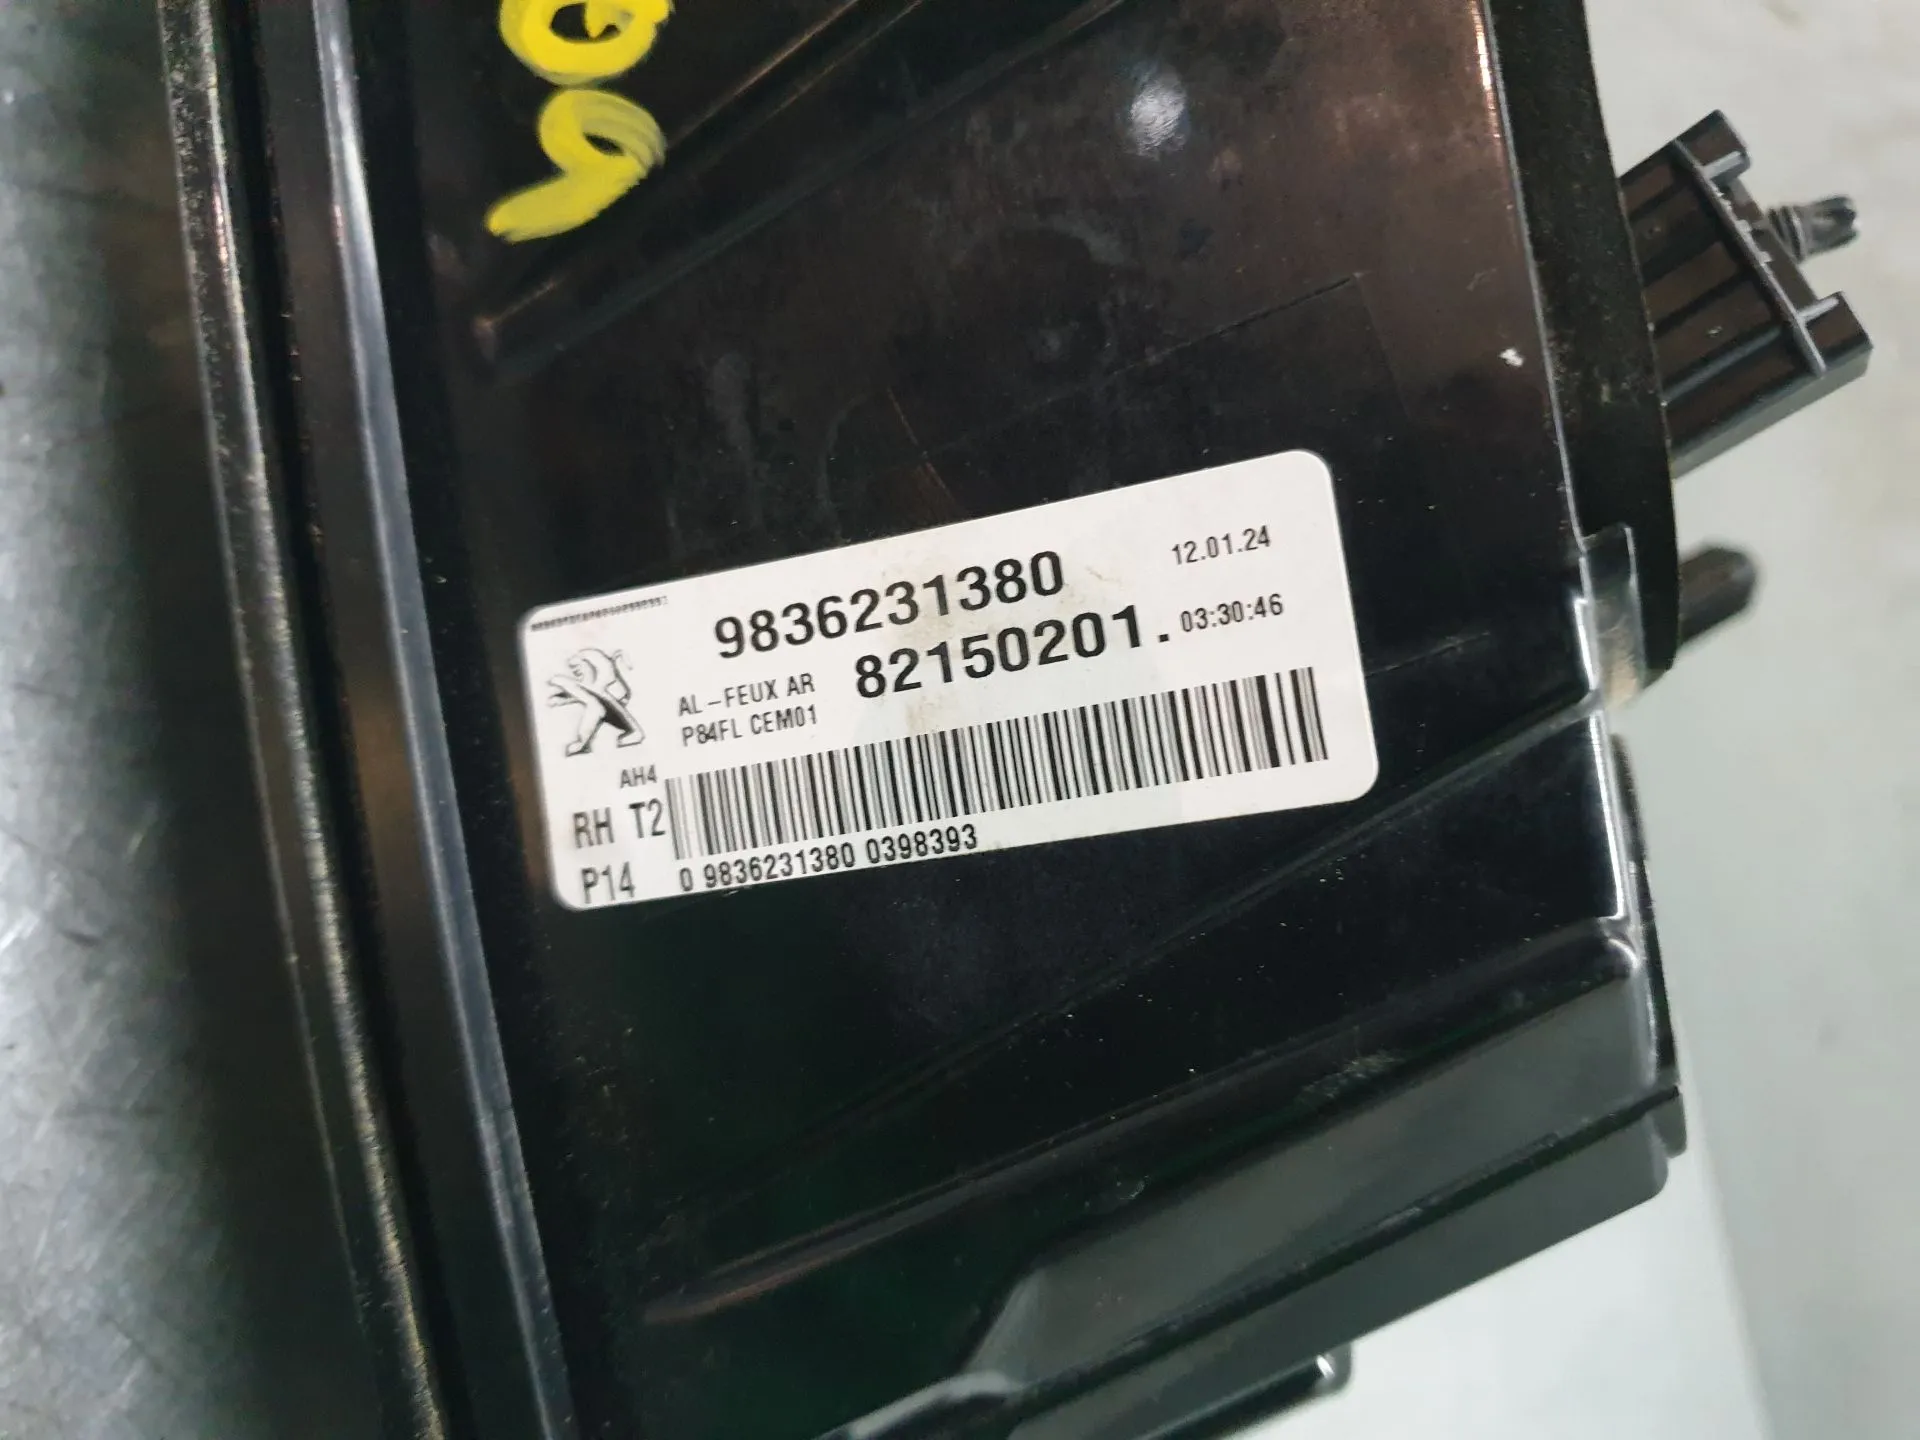 9836231380
12.01.24
AL-FEUX AR
82150201.
03:30:46
P84FL CEM01
AH4
RH T2
P14
0 9836231380 0398393